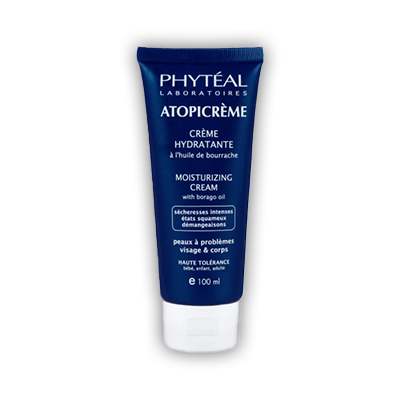 PHYTÉAL
LABORATOIRES
ATOPICRÈME
CRÈME
HYDRATANTE
à l'huile de bourrache
MOISTURIZING
CREAM
with borago oil
sécheresses intenses
états squameux
démangeaisons
peaux à problèmes
visage & corps
HAUTE TOLÉRANCE
bébé, enfant, adulte
e 100 ml